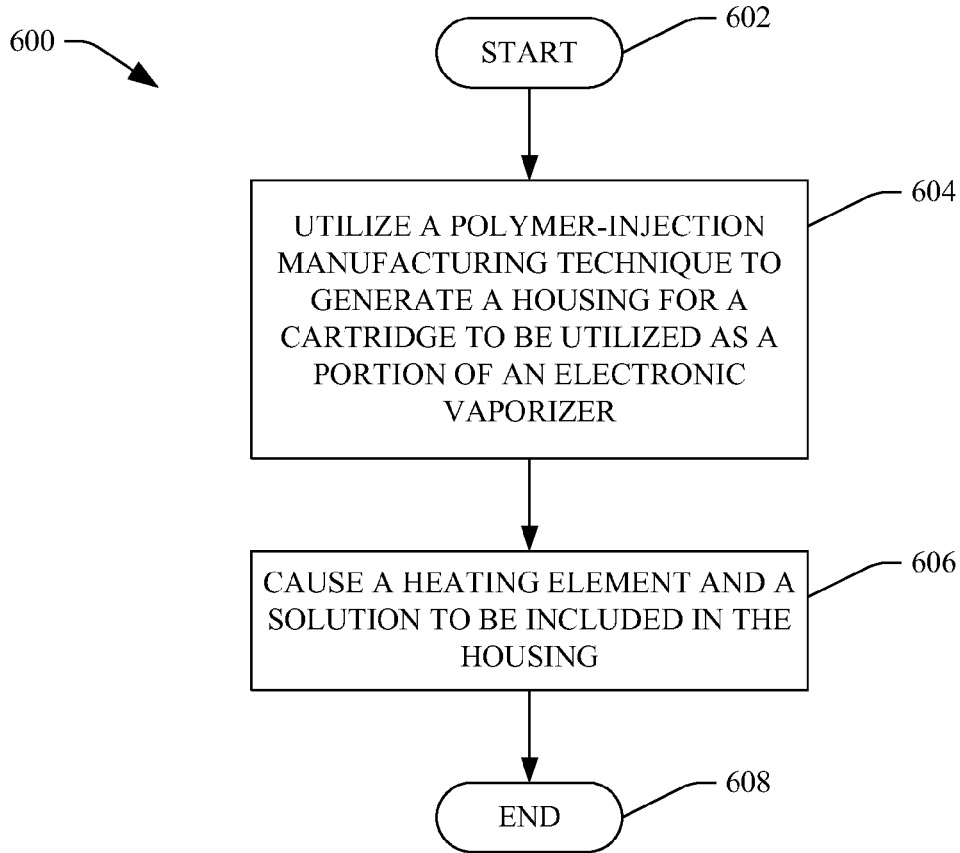 600
602
START
604
UTILIZE A POLYMER-INJECTION
MANUFACTURING TECHNIQUE TO
GENERATE A HOUSING FOR A
CARTRIDGE TO BE UTILIZED AS A
PORTION OF AN ELECTRONIC
VAPORIZER
606
CAUSE A HEATING ELEMENT AND A
SOLUTION TO BE INCLUDED IN THE
HOUSING
608
END